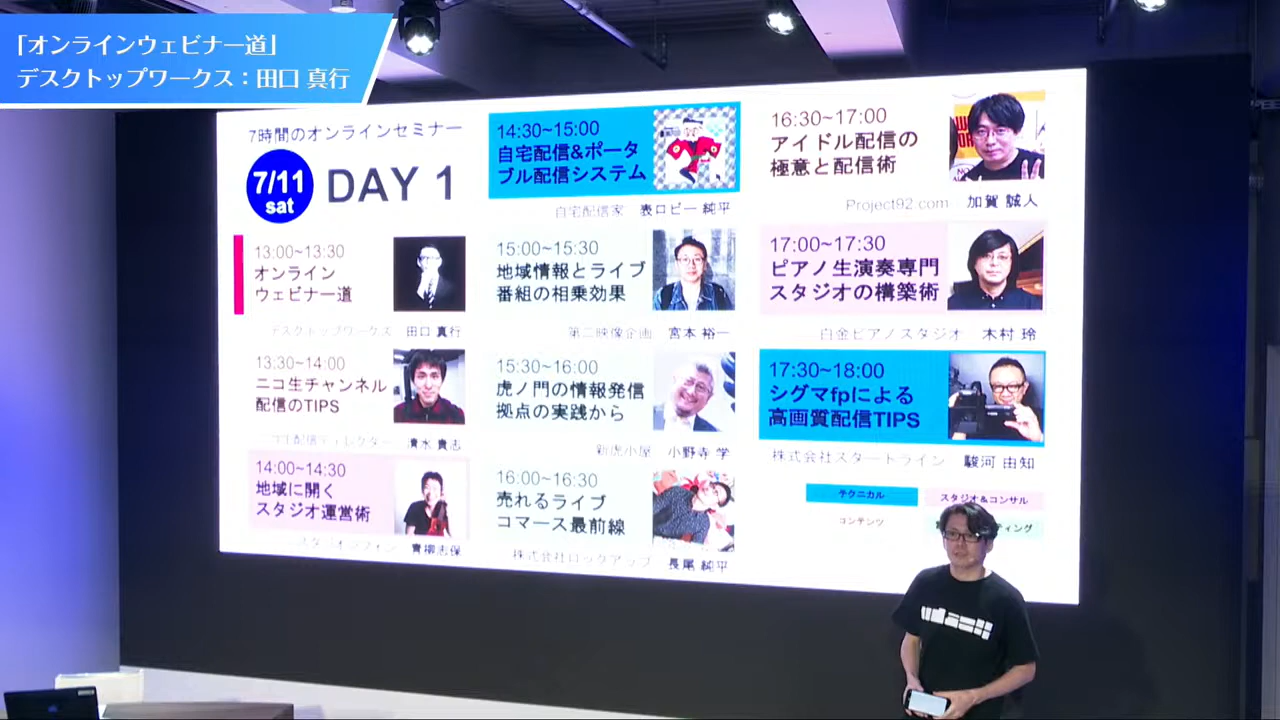 「オンラインウェビナー道」
デスクトップワークス：田口 真行
7時間のオンラインセミナー
7/11
sat
DAY 1
13:00~13:30
オンライン
ウェビナー道
デスクトップワークス 田口 真行
13:30~14:00
ニコ生チャンネル
配信のTIPS
清水 貴志
14:00~14:30
地域に開く
スタジオ運営術
青柳志保
14:30~15:00
自宅配信&ポータ
ブル配信システム
自宅配信家 表ロビー 純平
15:00~15:30
地域情報とライブ
番組の相乗効果
第二映像企画 宮本 裕一
15:30~16:00
虎ノ門の情報発信
拠点の実践から
新虎小屋 小野寺 学
16:00~16:30
売れるライブ
コマース最前線
株式会社ロックアップ 長尾 純平
16:30~17:00
アイドル配信の
極意と配信術
Project92.com 加賀 誠人
17:00~17:30
ピアノ生演奏専門
スタジオの構築術
白金ピアノスタジオ 木村 玲
17:30~18:00
シグマfpによる
高画質配信TIPS
株式会社スタートライン 駿河 由知
テクニカル
スタジオ&コンサル
コンテンツ
ティング